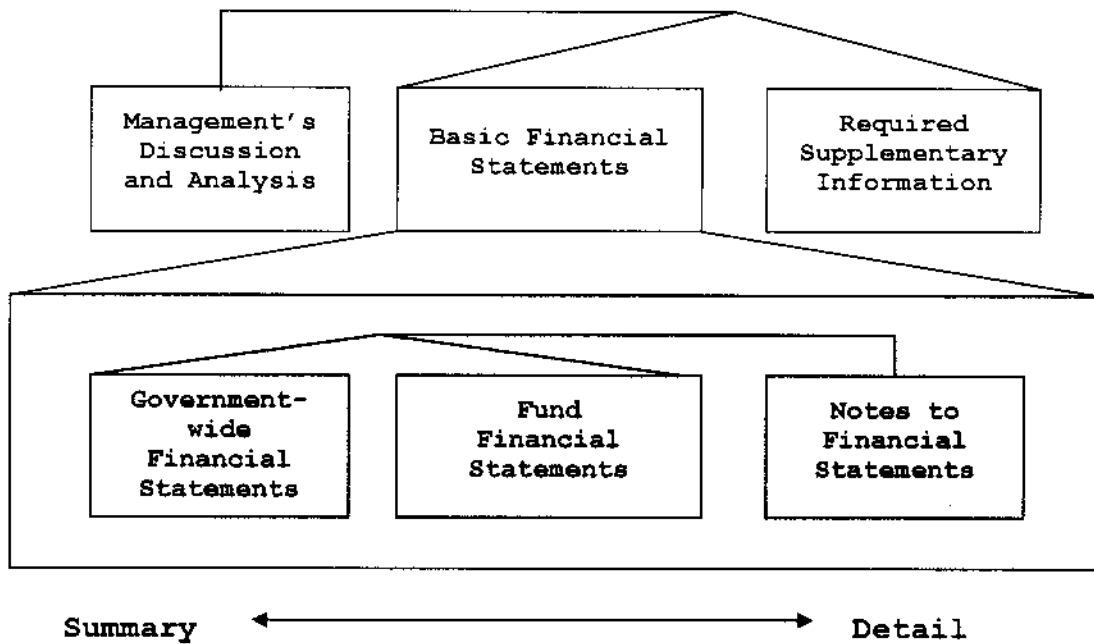 Management's
Discussion
and Analysis
Basic Financial
Statements
Required
Supplementary
Information
Government-
wide
Financial
Statements
Fund
Financial
Statements
Notes to
Financial
Statements
Summary
Detail